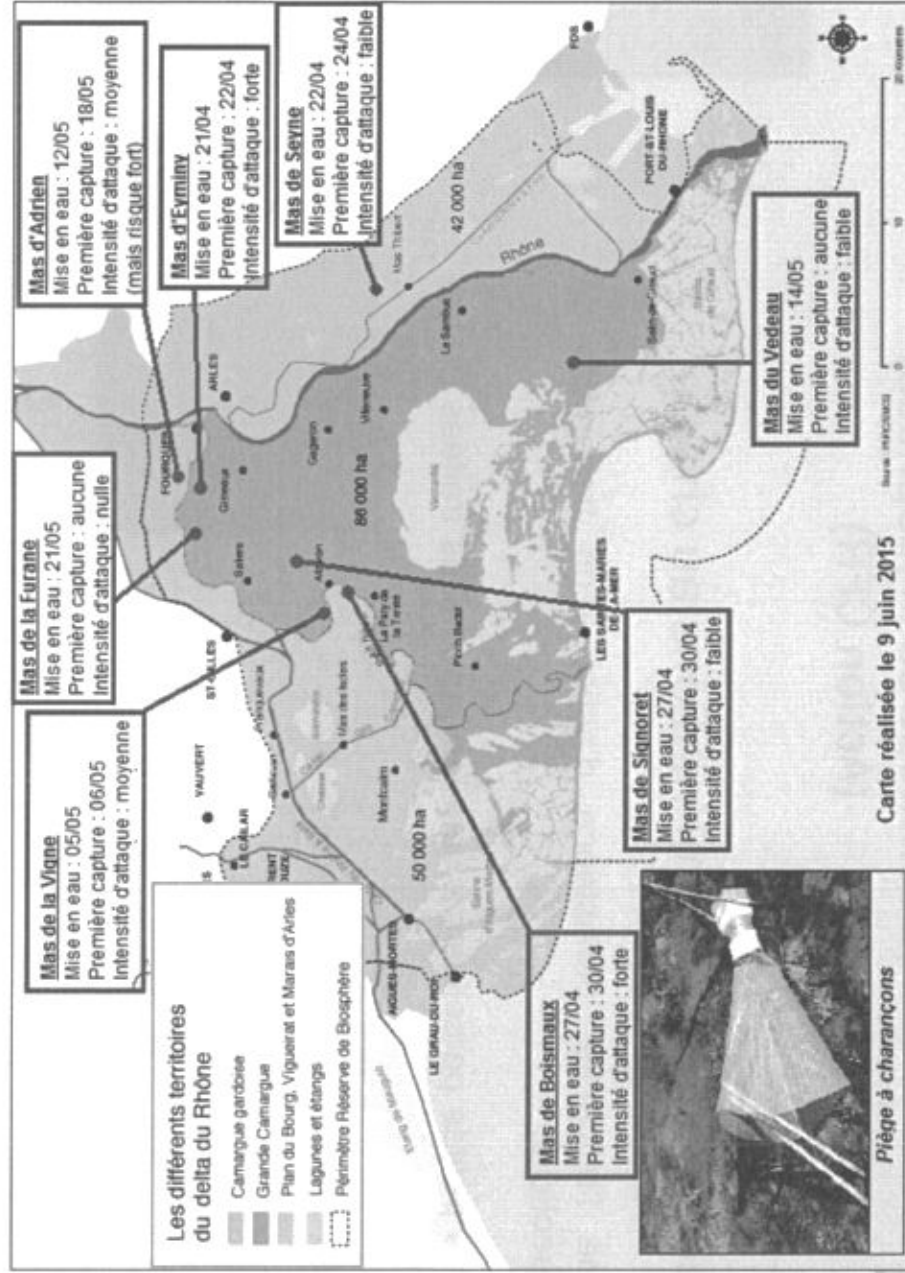 Mas de la Vigne
Mise en eau : 05/05
Première capture : 06/05
Intensité d'attaque : moyenne
Mas de la Furane
Mise en eau : 21/05
Première capture : aucune
Intensité d'attaque : nulle
Mas d'Adrien
Mise en eau : 12/05
Première capture : 18/05
Intensité d'attaque : moyenne
(mais risque fort)
Mas d'Eyminy
Mise en eau : 21/04
Première capture : 22/04
Intensité d'attaque : forte
Mas de Seyne
Mise en eau : 22/04
Première capture : 24/04
Intensité d'attaque : faible
Les différents territoires
du delta du Rhône
Camargue gardoise
Grande Camargue
Plan du Bourg, Vigueirat et Marais d'Arles
Lagunes et étangs
Périmètre Réserve de Biosphère
VAUVERT
ST-GILLES
FOURQUES
ARLES
LE CAILAR
Gimeaux
Saliers
Gageron
Albaron
Villeneuve
Mas Thibert
42 000 ha
86 000 ha
50 000 ha
Montcalm
Vaccarès
Le Sambuc
Rhône
AIGUES-MORTES
LE GRAU-DU-ROI
Pin Fourcat
LES SAINTES-MARIES
DE-LA-MER
Salin-de-Giraud
PORT-ST-LOUIS
DU-RHONE
FOS
Mas de Boismaux
Mise en eau : 27/04
Première capture : 30/04
Intensité d'attaque : forte
Mas de Signoret
Mise en eau : 27/04
Première capture : 30/04
Intensité d'attaque : faible
Mas du Vedeau
Mise en eau : 14/05
Première capture : aucune
Intensité d'attaque : faible
Piège à charançons
Carte réalisée le 9 juin 2015
0 10 20 Kilomètres